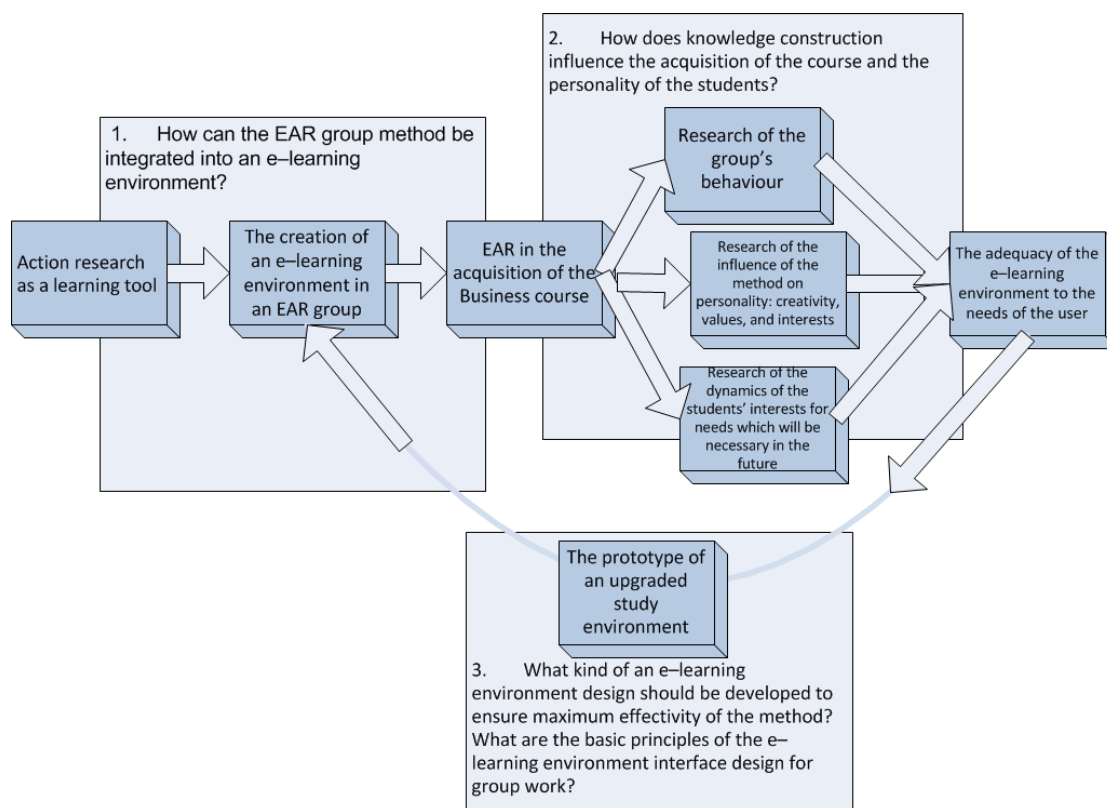 1. How can the EAR group method be
integrated into an e–learning
environment?
Action research
as a learning tool
The creation of
an e–learning
environment in
an EAR group
EAR in the
acquisition of the
Business course
2. How does knowledge construction
influence the acquisition of the course and the
personality of the students?
Research of the
group's
behaviour
Research of the
influence of the
method on
personality: creativity,
values, and interests
Research of the
dynamics of the
students' interests for
needs which will be
necessary in the
future
The adequacy of the
e–learning
environment to the
needs of the user
The prototype of
an upgraded
study
environment
3. What kind of an e–learning
environment design should be developed to
ensure maximum effectivity of the method?
What are the basic principles of the e–
learning environment interface design for
group work?